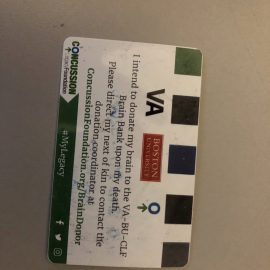 VA
BOSTON
UNIVERSITY
I intend to donate my brain to the VA-BU-CLF
Brain Bank upon my death.
Please direct my next of kin to contact the
donation coordinator at
ConcussionFoundation.org/BrainDonor
CONCUSSION
LEGACY Foundation
#MyLegacy